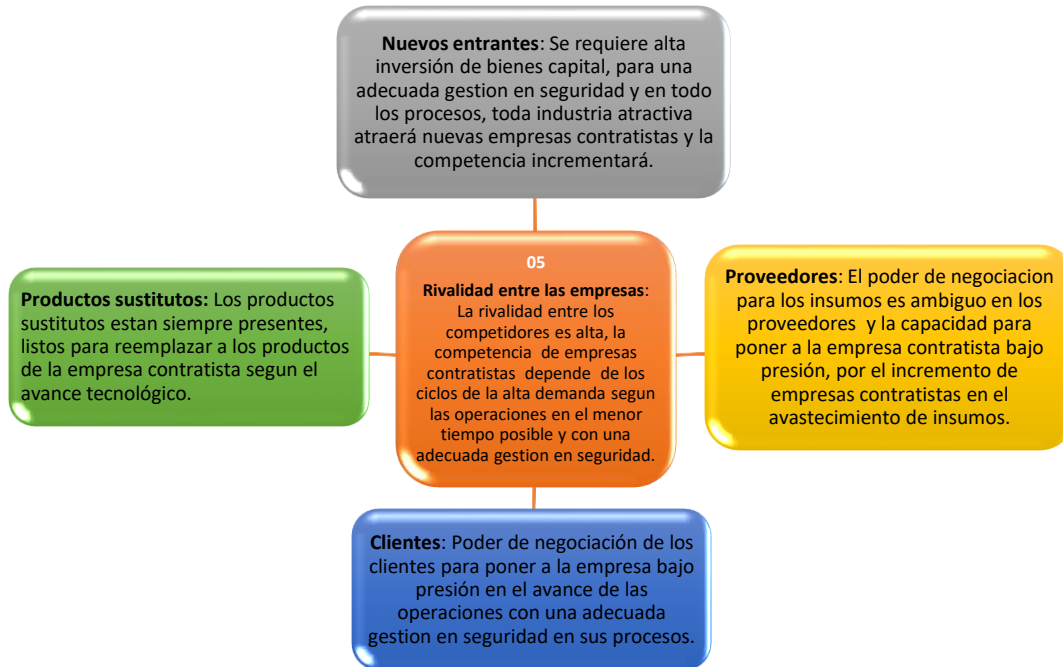 Nuevos entrantes: Se requiere alta
inversión de bienes capital, para una
adecuada gestion en seguridad y en todo
los procesos, toda industria atractiva
atraerá nuevas empresas contratistas y la
competencia incrementará.
Productos sustitutos: Los productos
sustitutos estan siempre presentes,
listos para reemplazar a los productos
de la empresa contratista segun el
avance tecnológico.
05
Rivalidad entre las empresas:
La rivalidad entre los
competidores es alta, la
competencia de empresas
contratistas depende de los
ciclos de la alta demanda segun
las operaciones en el menor
tiempo posible y con una
adecuada gestion en seguridad.
Proveedores: El poder de negociacion
para los insumos es ambiguo en los
proveedores y la capacidad para
poner a la empresa contratista bajo
presión, por el incremento de
empresas contratistas en el
avastecimiento de insumos.
Clientes: Poder de negociación de los
clientes para poner a la empresa bajo
presión en el avance de las
operaciones con una adecuada
gestion en seguridad en sus procesos.